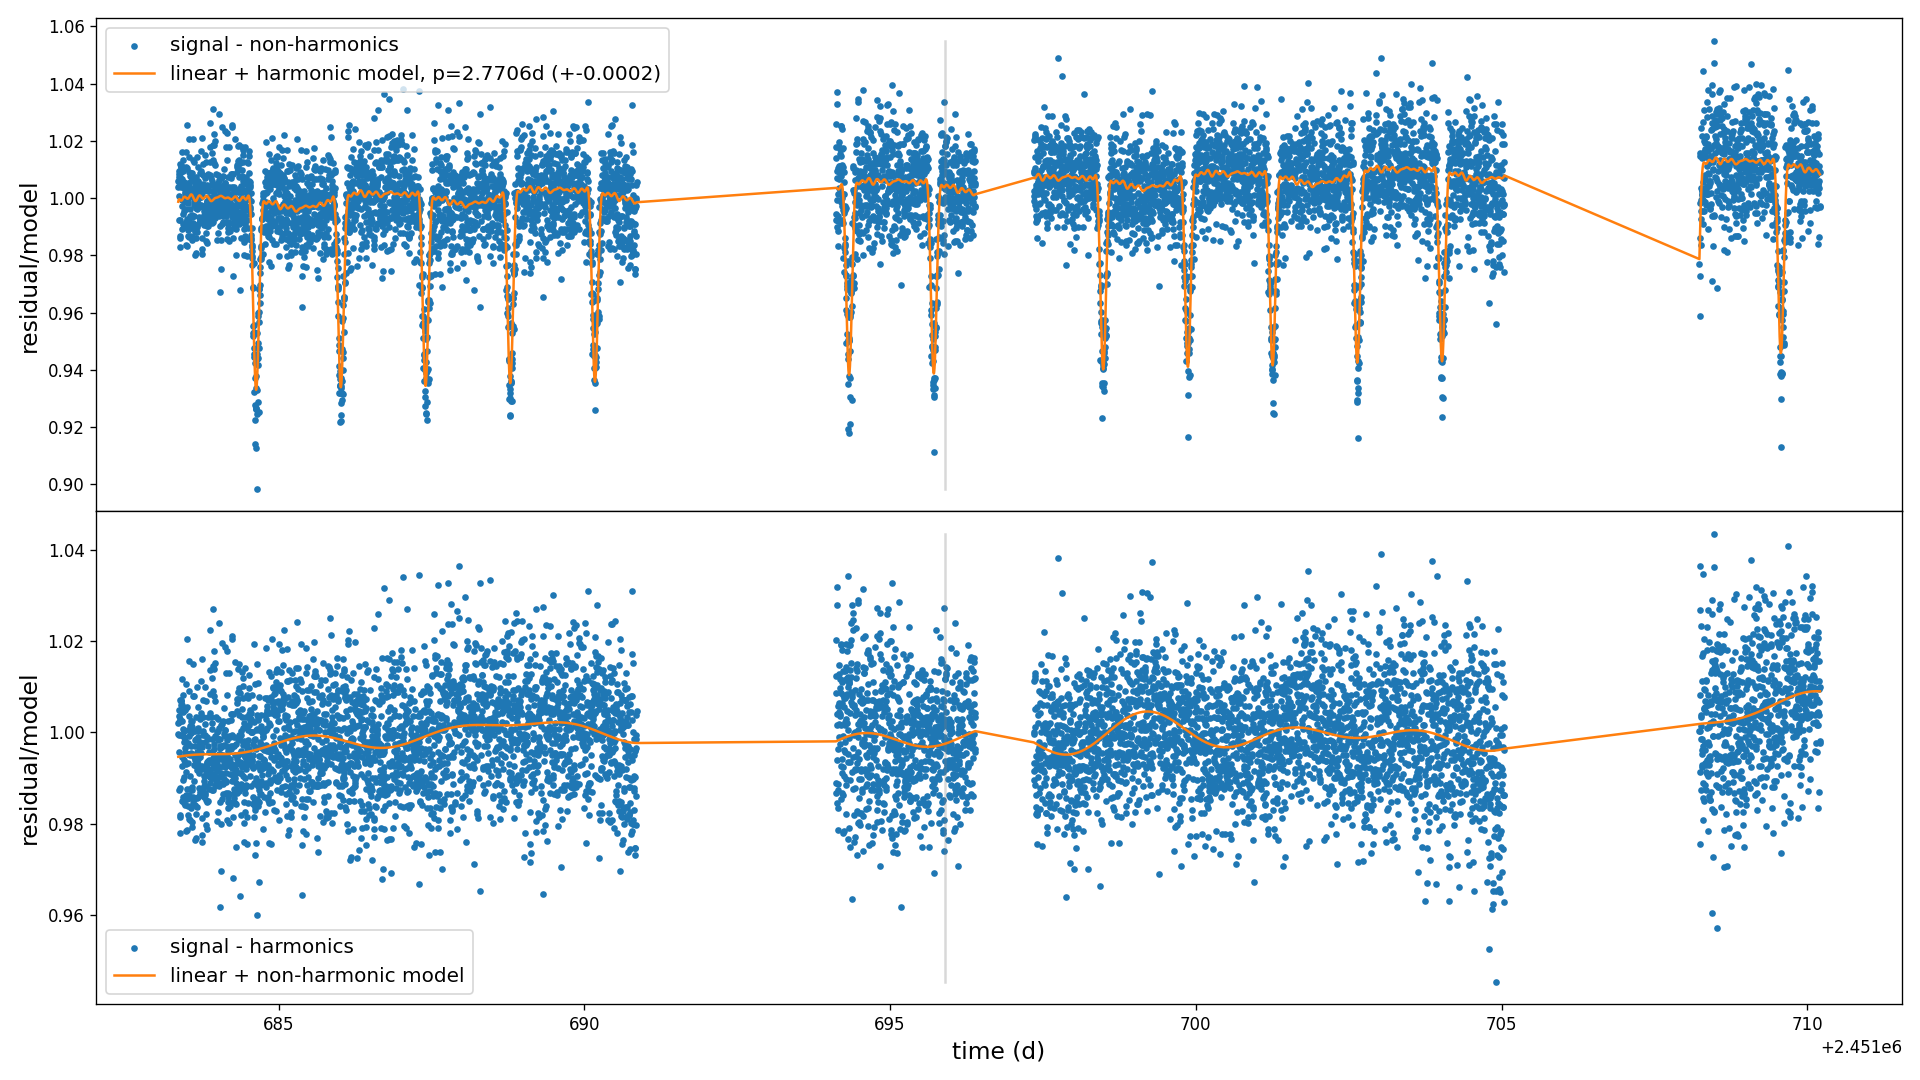 1.06
1.04
1.02
1.00
0.98
0.96
0.94
0.92
0.90
residual/model
signal - non-harmonics
linear + harmonic model, p=2.7706d (+-0.0002)
1.04
1.02
1.00
0.98
0.96
residual/model
signal - harmonics
linear + non-harmonic model
685 690 695 700 705 710
time (d)
+2.451e6